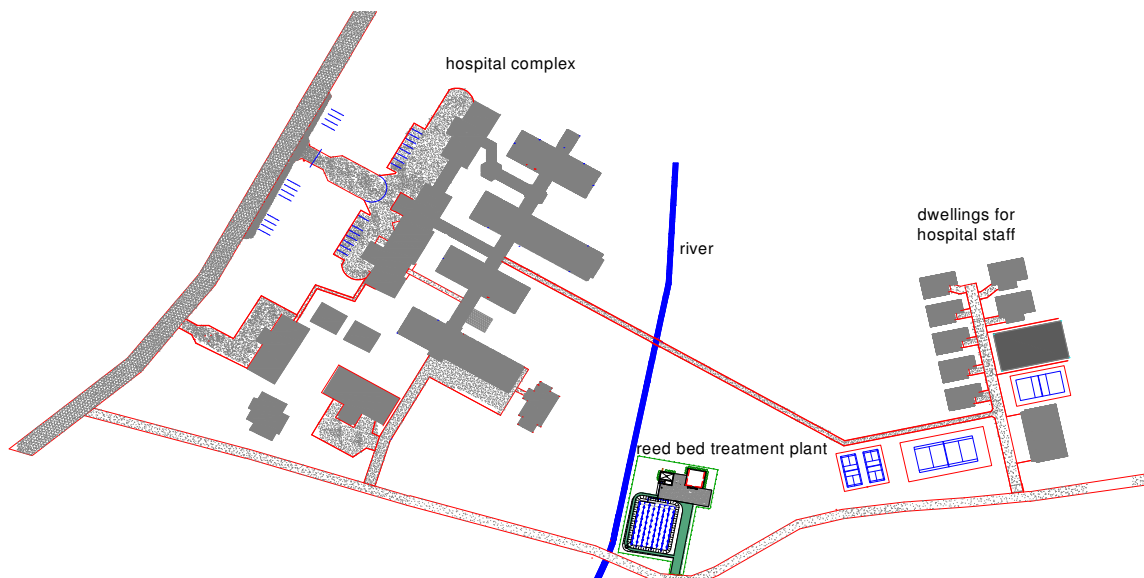 hospital complex
river
dwellings for
hospital staff
reed bed treatment plant